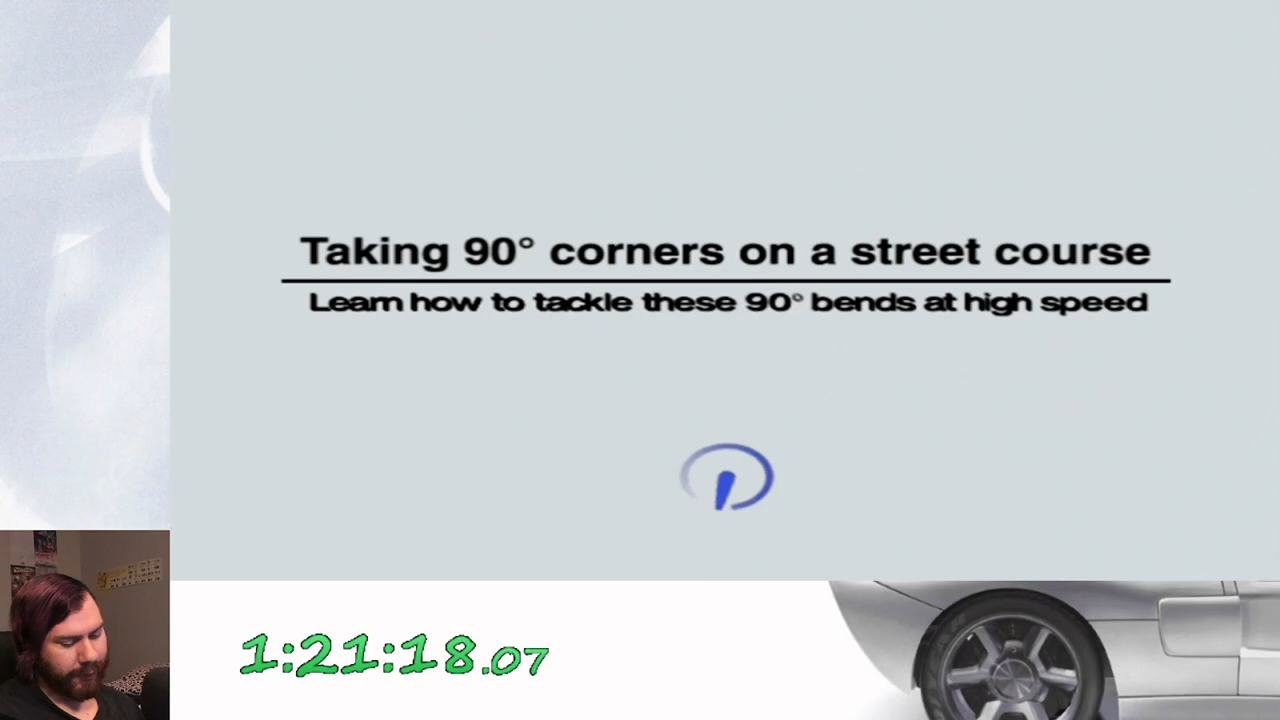 Taking 90° corners on a street course
Learn how to tackle these 90° bends at high speed
1:21:18.07